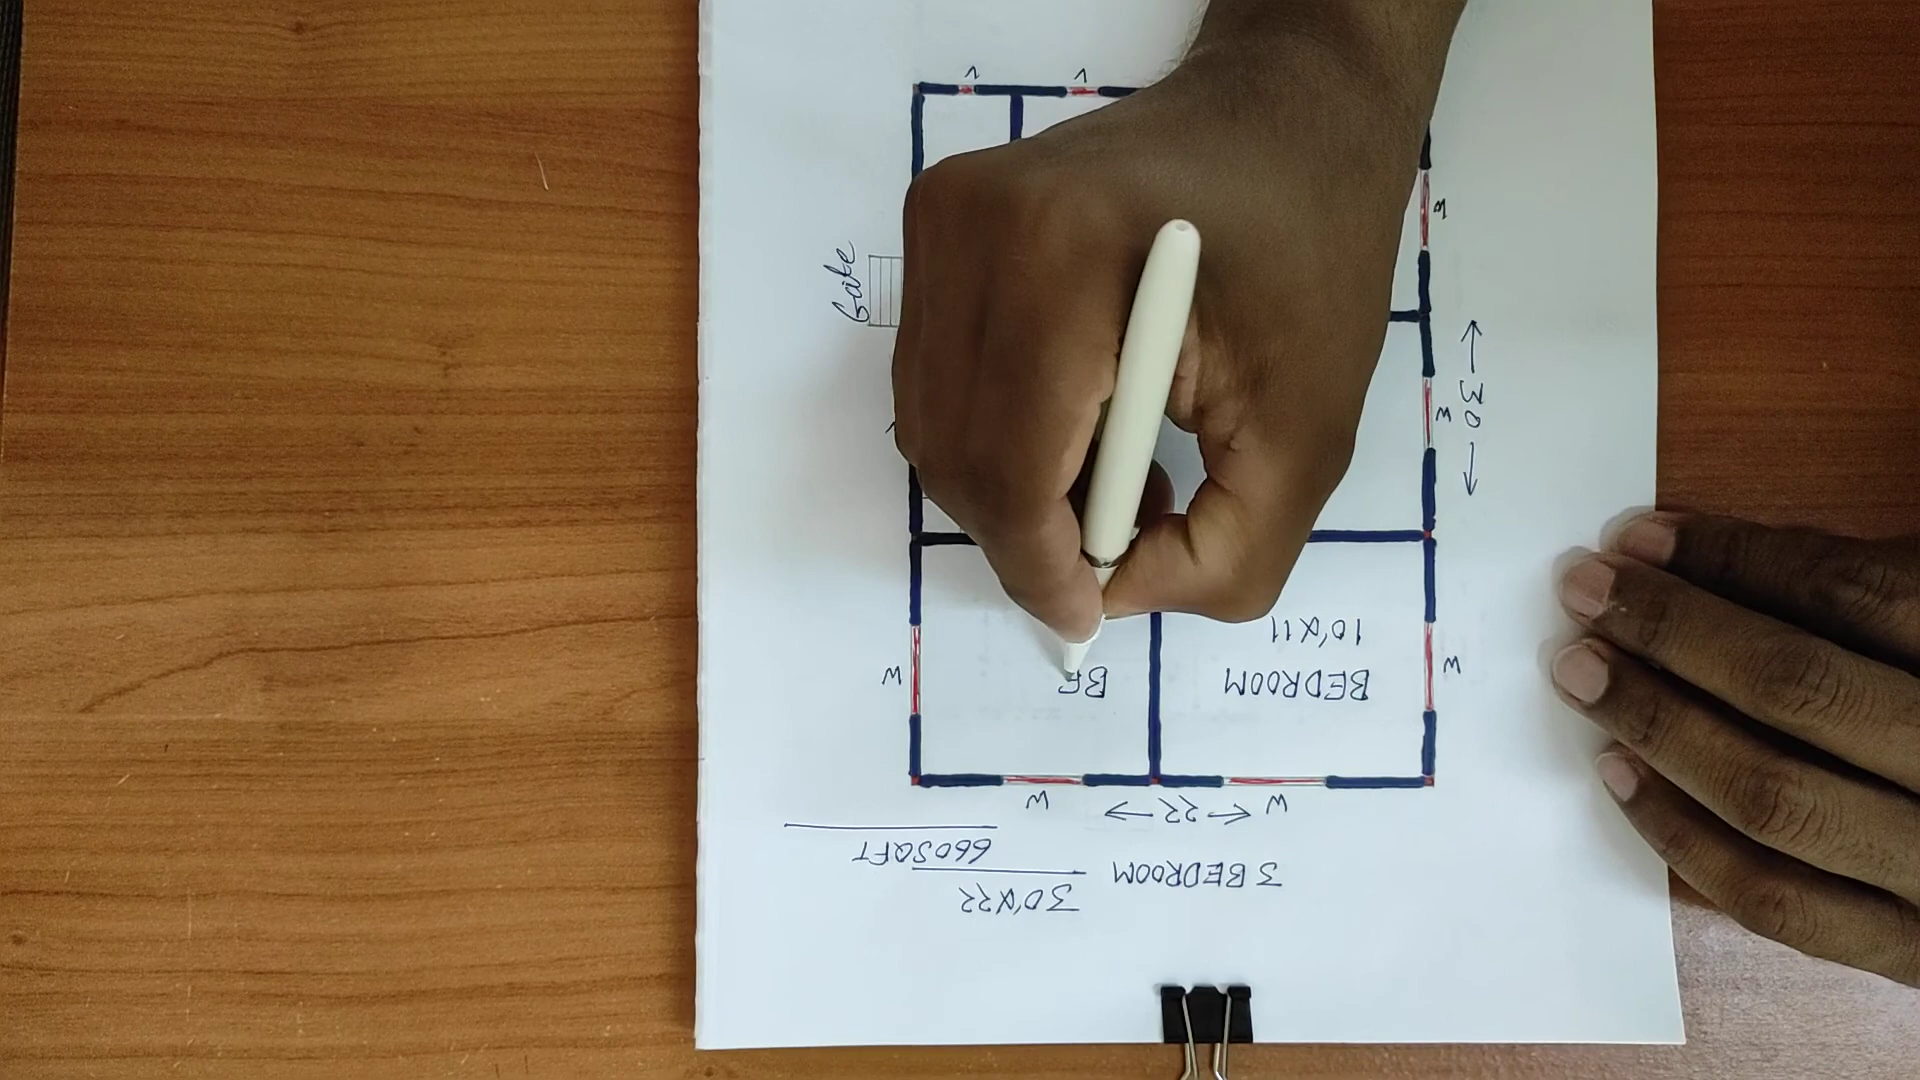 30'X22
3 BEDROOM
660SQFT
W
← 22 →
W
BEDROOM
10'X11
BE
W
W
← 30 →
W
W
Gate
V
V